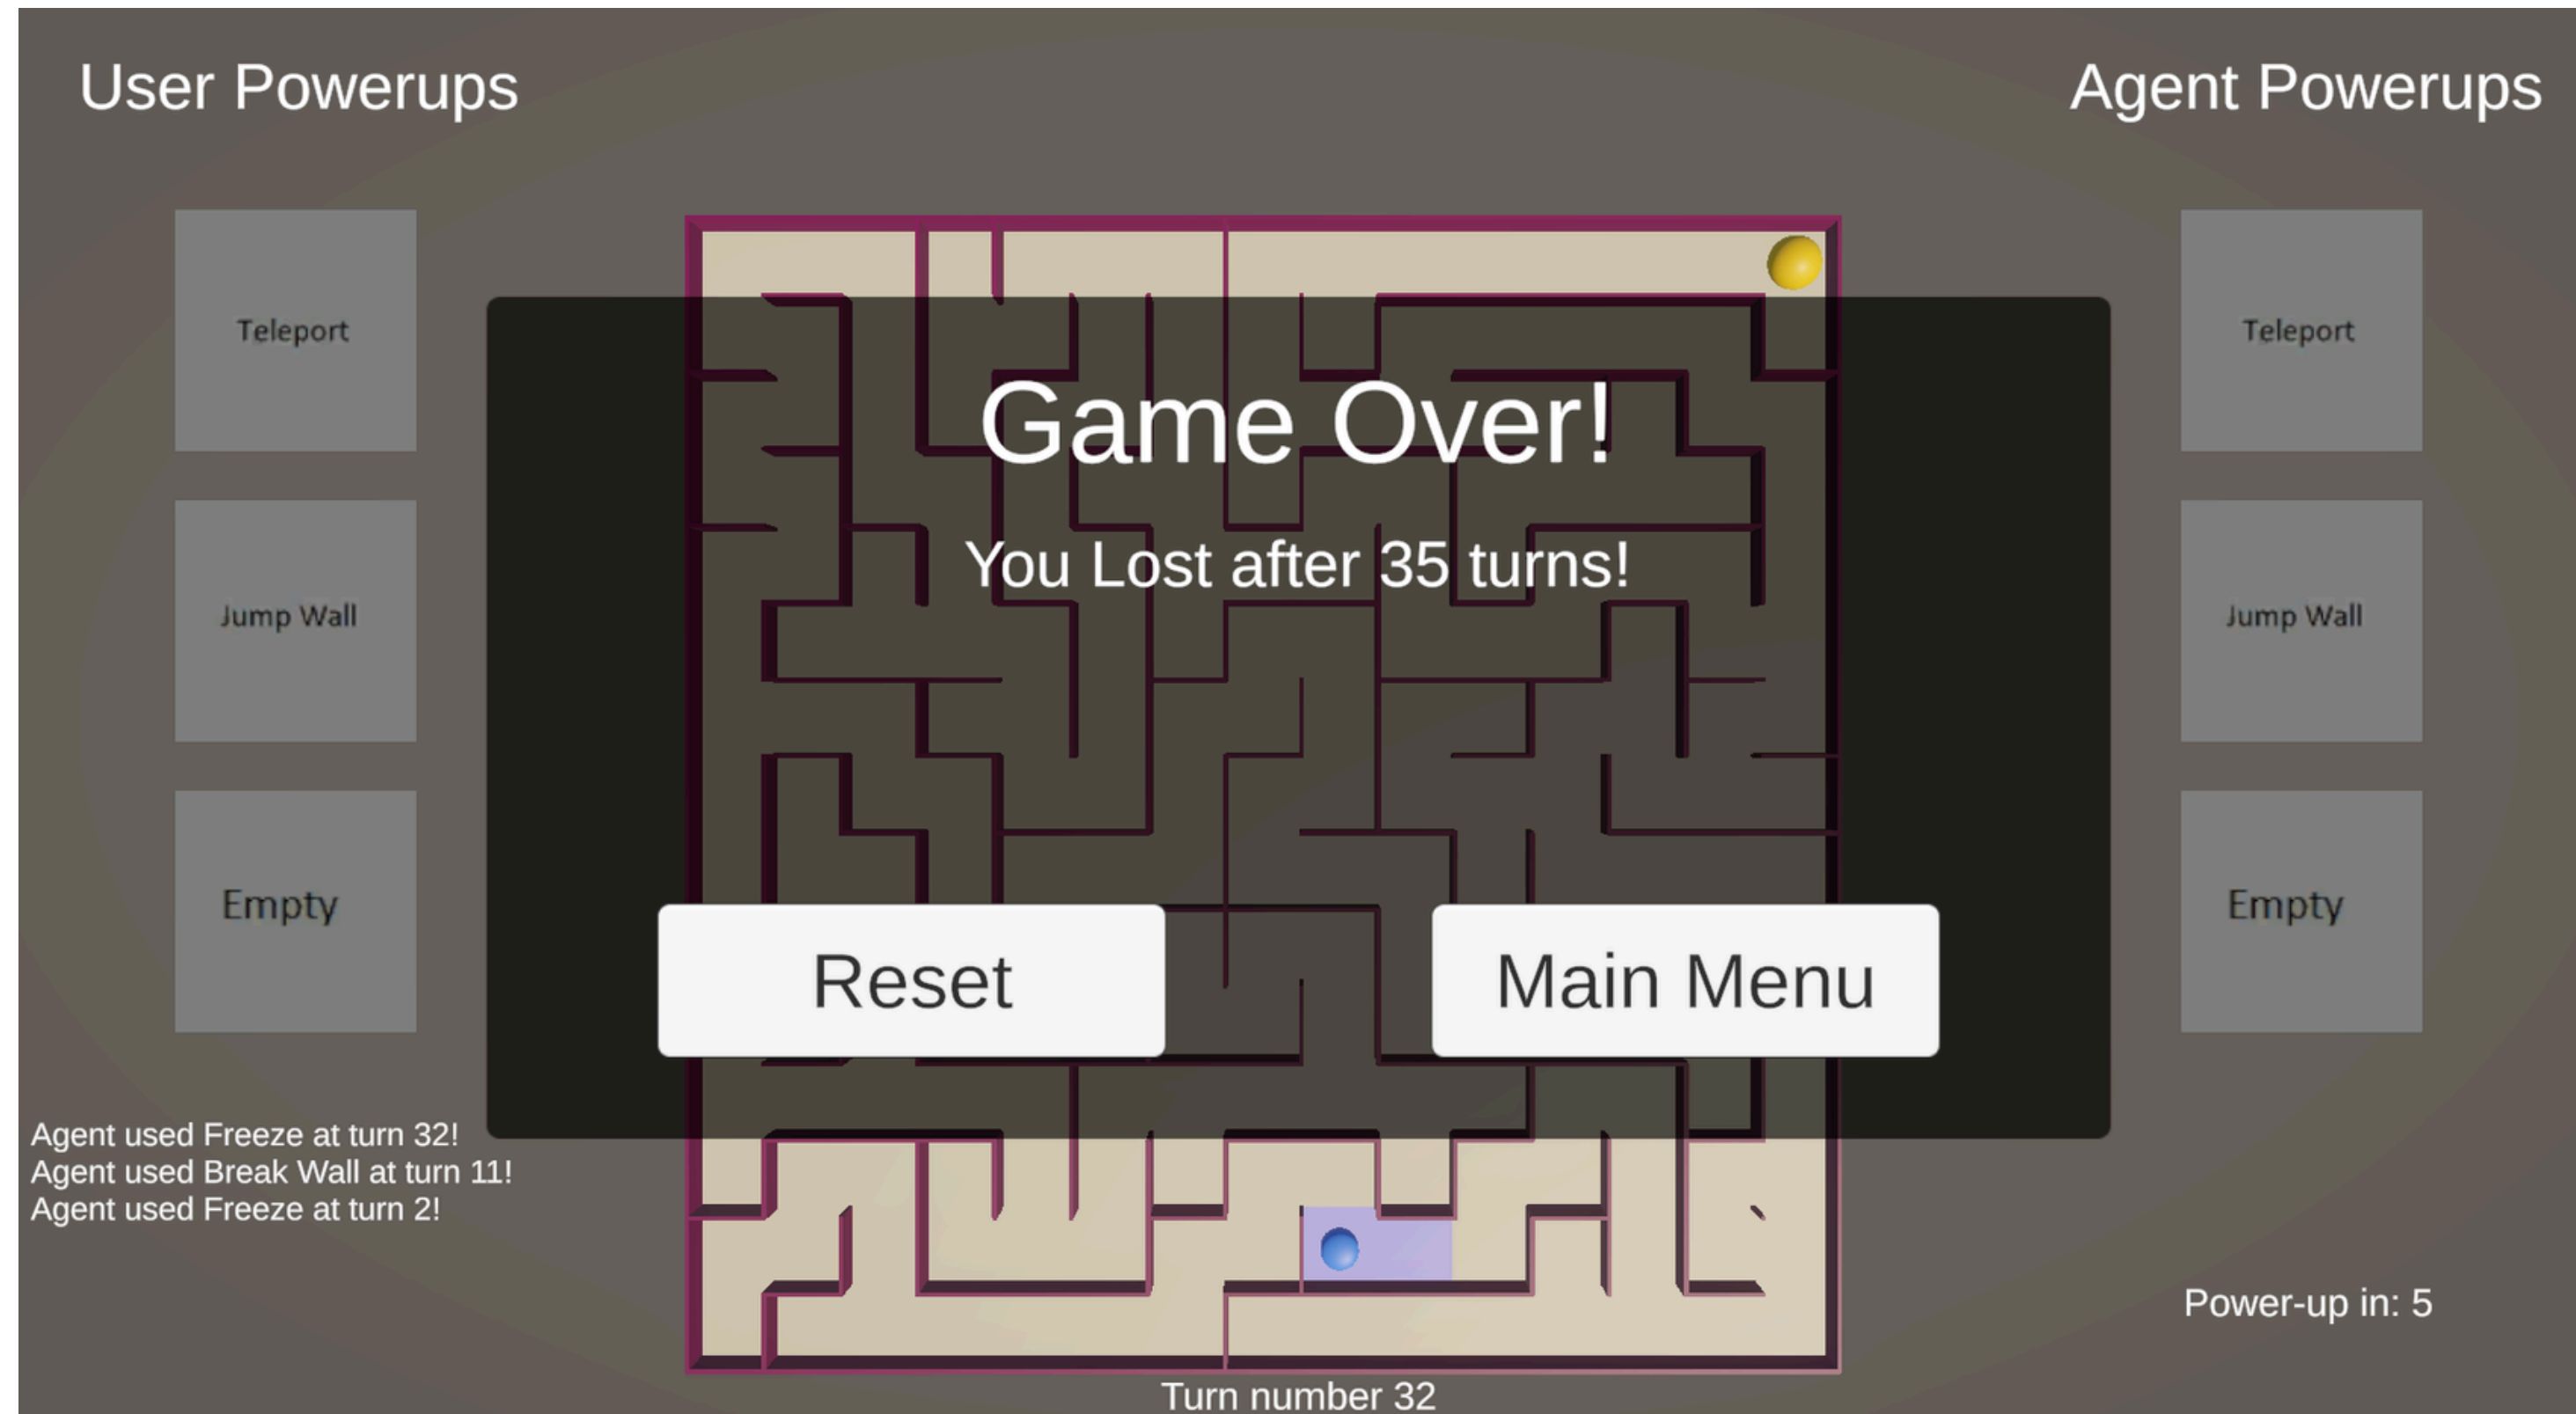 User Powerups
Agent Powerups
Teleport
Jump Wall
Empty
Teleport
Jump Wall
Empty
Game Over!
You Lost after 35 turns!
Reset
Main Menu
Agent used Freeze at turn 32!
Agent used Break Wall at turn 11!
Agent used Freeze at turn 2!
Power-up in: 5
Turn number 32